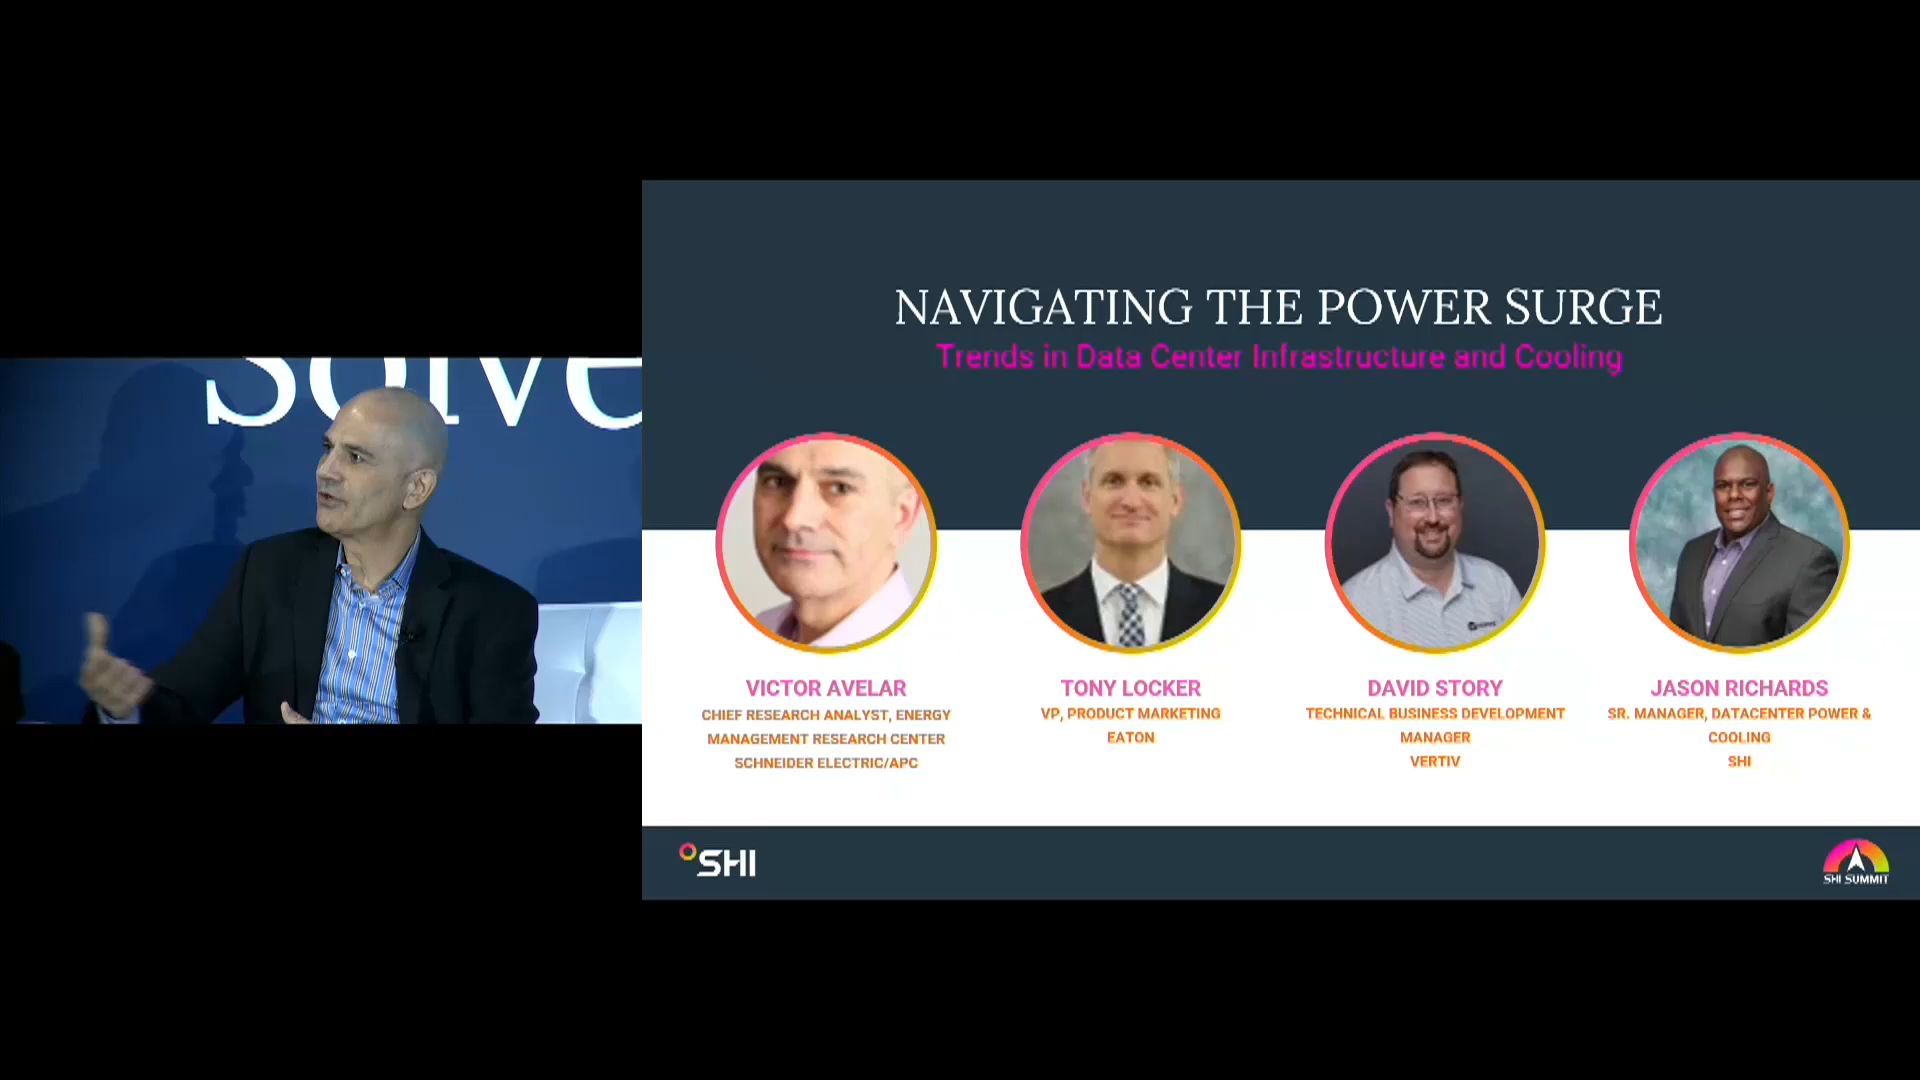 solve
NAVIGATING THE POWER SURGE
Trends in Data Center Infrastructure and Cooling
VICTOR AVELAR
CHIEF RESEARCH ANALYST, ENERGY
MANAGEMENT RESEARCH CENTER
SCHNEIDER ELECTRIC/APC
TONY LOCKER
VP, PRODUCT MARKETING
EATON
DAVID STORY
TECHNICAL BUSINESS DEVELOPMENT
MANAGER
VERTIV
JASON RICHARDS
SR. MANAGER, DATACENTER POWER &
COOLING
SHI
SHI
SHI SUMMIT